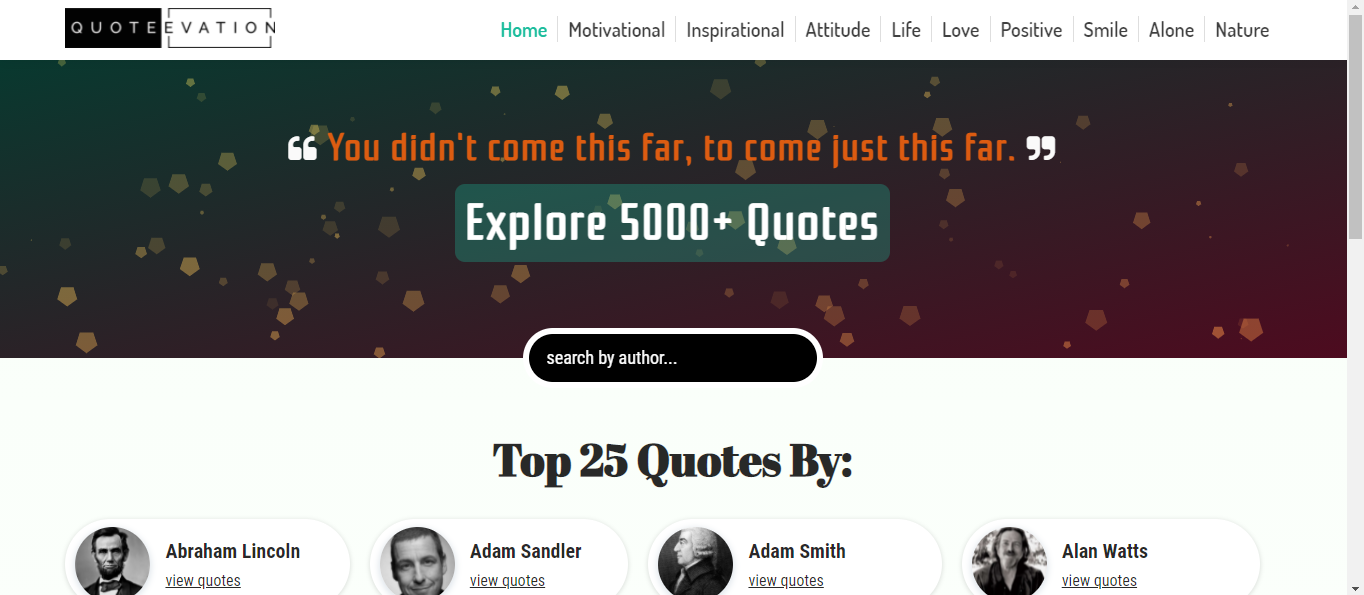 QUOTEEVATION
Home Motivational Inspirational Attitude Life Love Positive Smile Alone Nature
❝ You didn't come this far, to come just this far. ❞
Explore 5000+ Quotes
search by author...
Top 25 Quotes By:
Abraham Lincoln
view quotes
Adam Sandler
view quotes
Adam Smith
view quotes
Alan Watts
view quotes